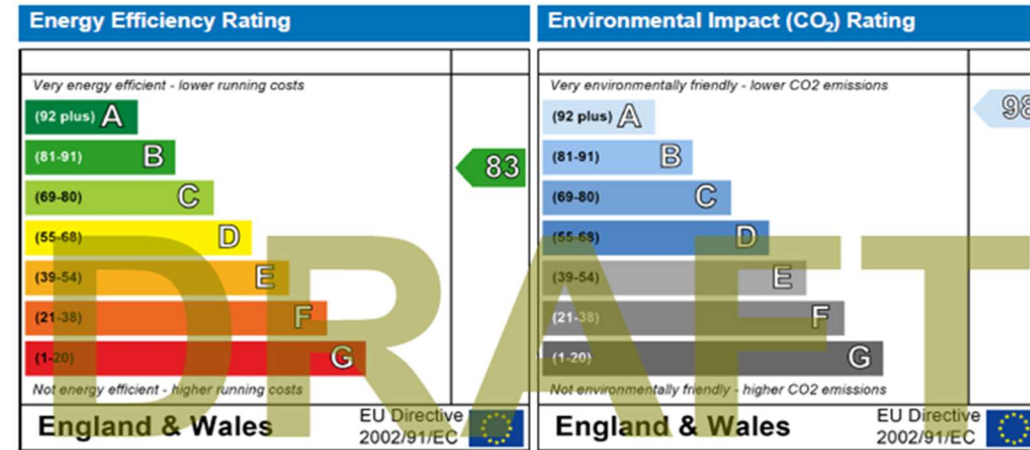 Energy Efficiency Rating
Very energy efficient - lower running costs
(92 plus) A
(81-91) B
83
(69-80) C
(55-68) D
(39-54) E
(21-38) F
(1-20) G
Not energy efficient - higher running costs
England & Wales
EU Directive
2002/91/EC
Environmental Impact (CO₂) Rating
Very environmentally friendly - lower CO2 emissions
(92 plus) A
98
(81-91) B
(69-80) C
(55-68) D
(39-54) E
(21-38) F
(1-20) G
Not environmentally friendly - higher CO2 emissions
England & Wales
EU Directive
2002/91/EC
DRAFT